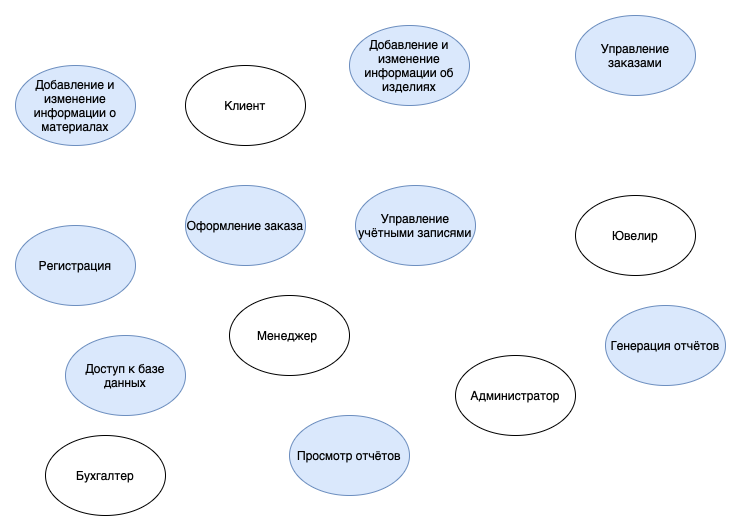 Добавление и
изменение
информации о
материалах
Клиент
Добавление и
изменение
информации об
изделиях
Управление
заказами
Оформление заказа
Управление
учётными записями
Ювелир
Регистрация
Менеджер
Генерация отчётов
Доступ к базе
данных
Администратор
Просмотр отчётов
Бухгалтер